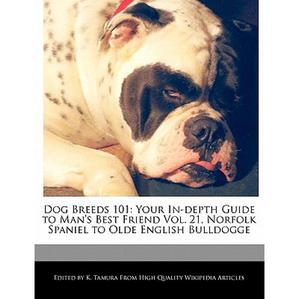 Dog Breeds 101: Your In-depth Guide
to Man's Best Friend Vol. 21, Norfolk
Spaniel to Olde English Bulldogge
Edited by K. Tamura From High Quality Wikipedia Articles